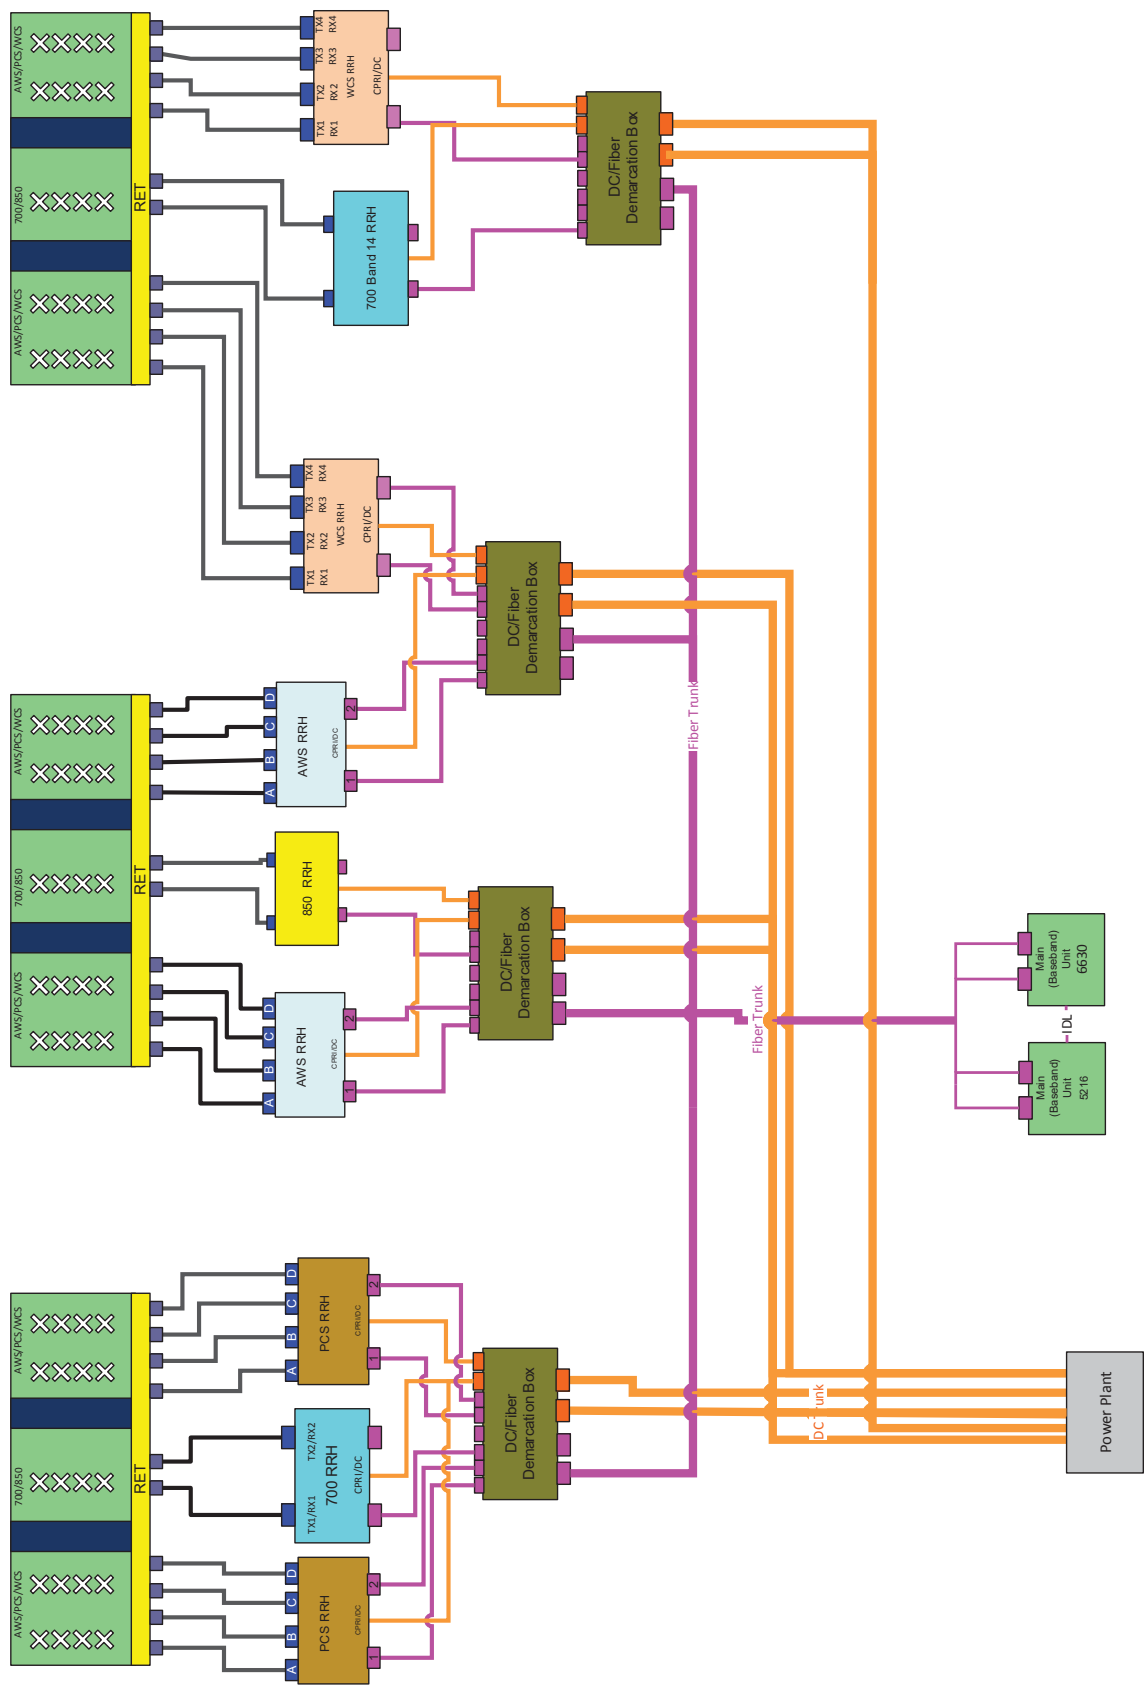 AWS/PCS/WCS
700/850
AWS/PCS/WCS
RET
TX4
RX4
TX3
RX3
TX2
RX2
TX1
RX1
WCS RRH
CPRI/DC
700 Band 14 RRH
DC/Fiber
Demarcation Box
TX4
RX4
TX3
RX3
TX2
RX2
TX1
RX1
WCS RRH
CPRI/DC
DC/Fiber
Demarcation Box
AWS/PCS/WCS
700/850
AWS/PCS/WCS
RET
D
C
B
A
AWS RRH
CPRI/DC
2
1
850 RRH
D
C
B
A
AWS RRH
CPRI/DC
2
1
DC/Fiber
Demarcation Box
Fiber Trunk
Fiber Trunk
Main
(Baseband)
Unit
6630
IDL
Main
(Baseband)
Unit
5216
AWS/PCS/WCS
700/850
AWS/PCS/WCS
RET
D
C
B
A
PCS RRH
CPRI/DC
2
1
TX2/RX2
TX1/RX1
700 RRH
CPRI/DC
D
C
B
A
PCS RRH
CPRI/DC
2
1
DC/Fiber
Demarcation Box
DC Trunk
Power Plant